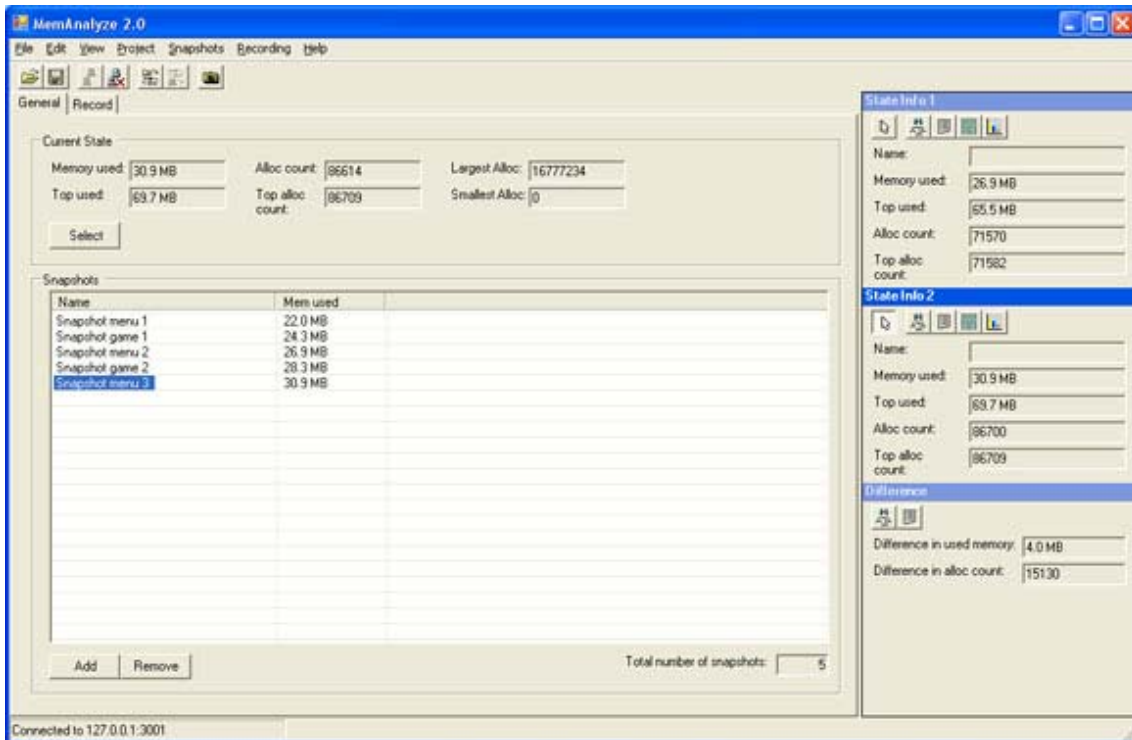 MemAnalyze 2.0
File Edit View Project Snapshots Recording Help
General Record
Current State
Memory used: 30.9 MB Alloc count: 86614 Largest Alloc: 16777234
Top used: 69.7 MB Top alloc count: 86709 Smallest Alloc: 0
Select
Snapshots
Name Mem used
Snapshot menu 1 22.0 MB
Snapshot game 1 24.3 MB
Snapshot menu 2 26.9 MB
Snapshot game 2 28.3 MB
Snapshot menu 3 30.9 MB
Add Remove Total number of snapshots: 5
Connected to 127.0.0.1:3001
State Info 1
Name:
Memory used: 26.9 MB
Top used: 65.5 MB
Alloc count: 71570
Top alloc count: 71582
State Info 2
Name:
Memory used: 30.9 MB
Top used: 69.7 MB
Alloc count: 86700
Top alloc count: 86709
Difference
Difference in used memory: 4.0 MB
Difference in alloc count: 15130